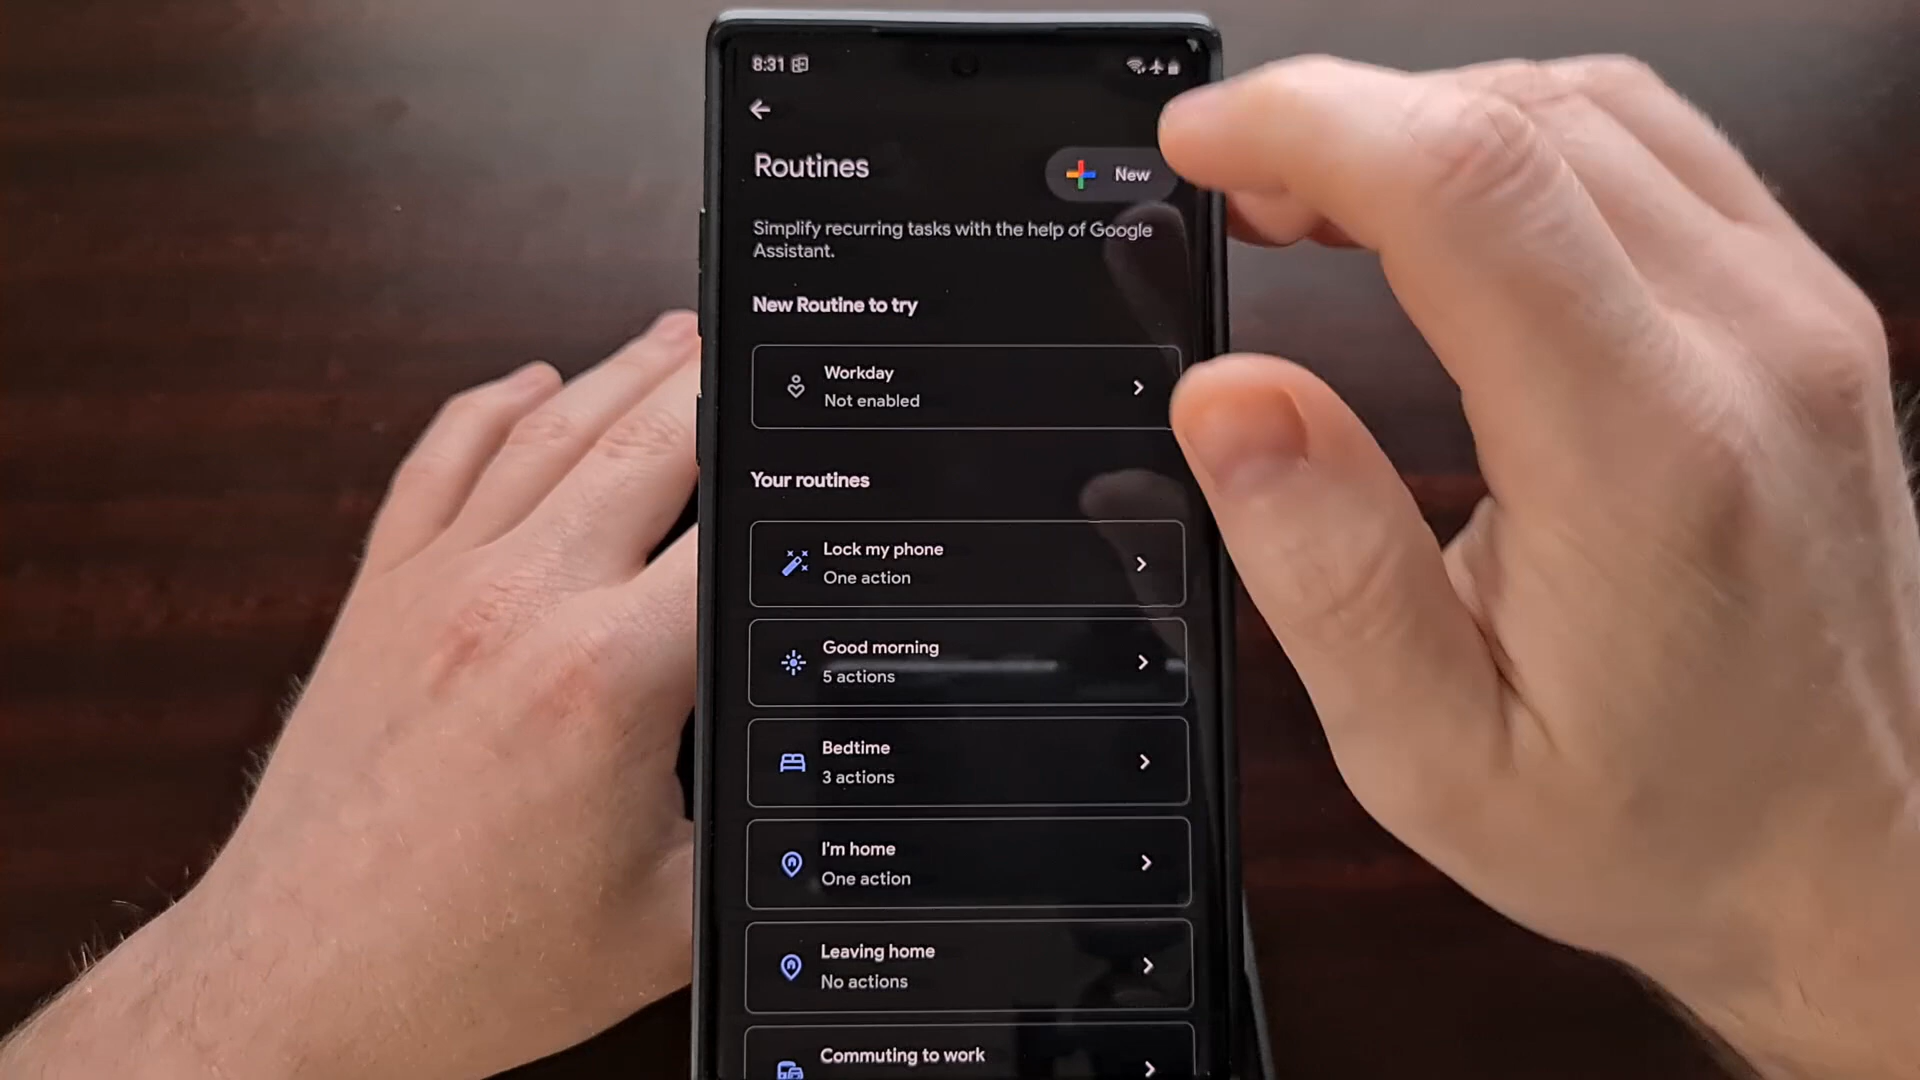 8:31
Routines
New
Simplify recurring tasks with the help of Google
Assistant.
New Routine to try
Workday
Not enabled
Your routines
Lock my phone
One action
Good morning
5 actions
Bedtime
3 actions
I'm home
One action
Leaving home
No actions
Commuting to work